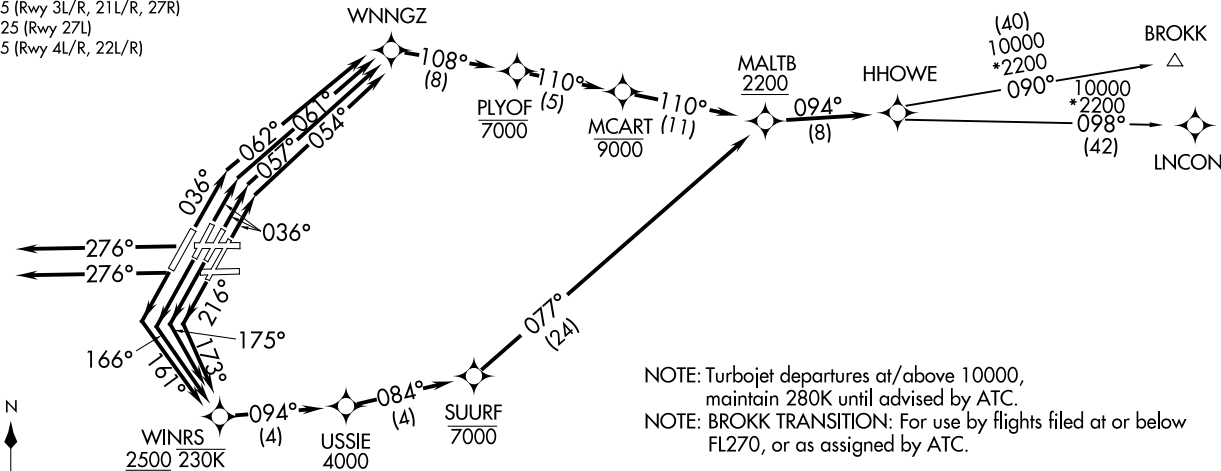 5 (Rwy 3L/R, 21L/R, 27R)
25 (Rwy 27L)
5 (Rwy 4L/R, 22L/R)
WNNGZ
108°
(8)
PLYOF
7000
110°
(5)
MCART
9000
110°
(11)
MALTB
2200
094°
(8)
HHOWE
(40)
10000
*2200
090°
BROKK
10000
*2200
098°
(42)
LNCON
062°
061°
057°
054°
036°
036°
276°
276°
216°
175°
166°
161°
173°
077°
(24)
WINRS
2500 230K
094°
(4)
USSIE
4000
084°
(4)
SUURF
7000
N
NOTE: Turbojet departures at/above 10000,
maintain 280K until advised by ATC.
NOTE: BROKK TRANSITION: For use by flights filed at or below
FL270, or as assigned by ATC.